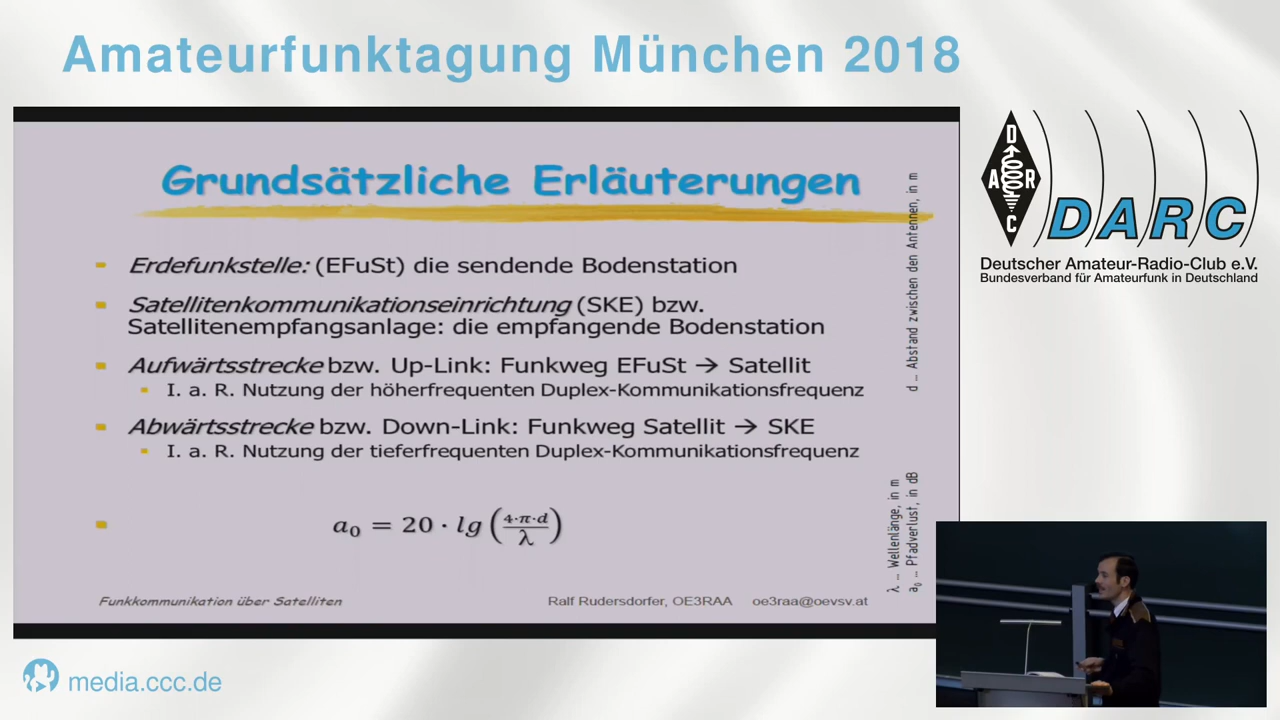 Amateurfunktagung München 2018
Grundsätzliche Erläuterungen
Erdefunkstelle: (EFuSt) die sendende Bodenstation
Satellitenkommunikationseinrichtung (SKE) bzw.
Satellitenempfangsanlage: die empfangende Bodenstation
Aufwärtsstrecke bzw. Up-Link: Funkweg EFuSt → Satellit
I. a. R. Nutzung der höherfrequenten Duplex-Kommunikationsfrequenz
Abwärtsstrecke bzw. Down-Link: Funkweg Satellit → SKE
I. a. R. Nutzung der tieferfrequenten Duplex-Kommunikationsfrequenz
a₀ = 20 · lg (4·π·d / λ)
d … Abstand zwischen den Antennen, in m
λ … Wellenlänge, in m
a₀ … Pfadverlust, in dB
Funkkommunikation über Satelliten
Ralf Rudersdorfer, OE3RAA oe3raa@oevsv.at
D
A R
C
DARC
Deutscher Amateur-Radio-Club e.V.
Bundesverband für Amateurfunk in Deutschland
media.ccc.de